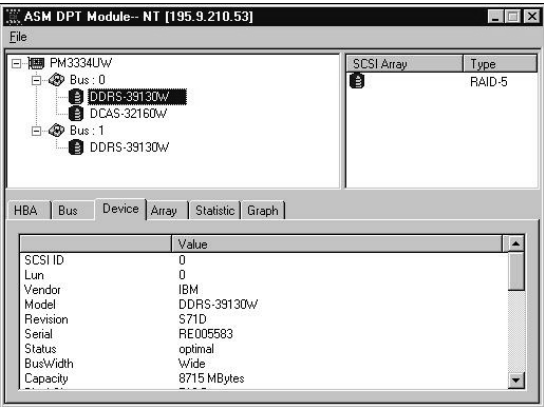 ASM DPT Module-- NT [195.9.210.53]
File
PM3334UW
Bus : 0
DDRS-39130W
DCAS-32160W
Bus : 1
DDRS-39130W
SCSI Array Type
RAID-5
HBA Bus Device Array Statistic Graph
Value
SCSI ID 0
Lun 0
Vendor IBM
Model DDRS-39130W
Revision S71D
Serial RE005583
Status optimal
BusWidth Wide
Capacity 8715 MBytes